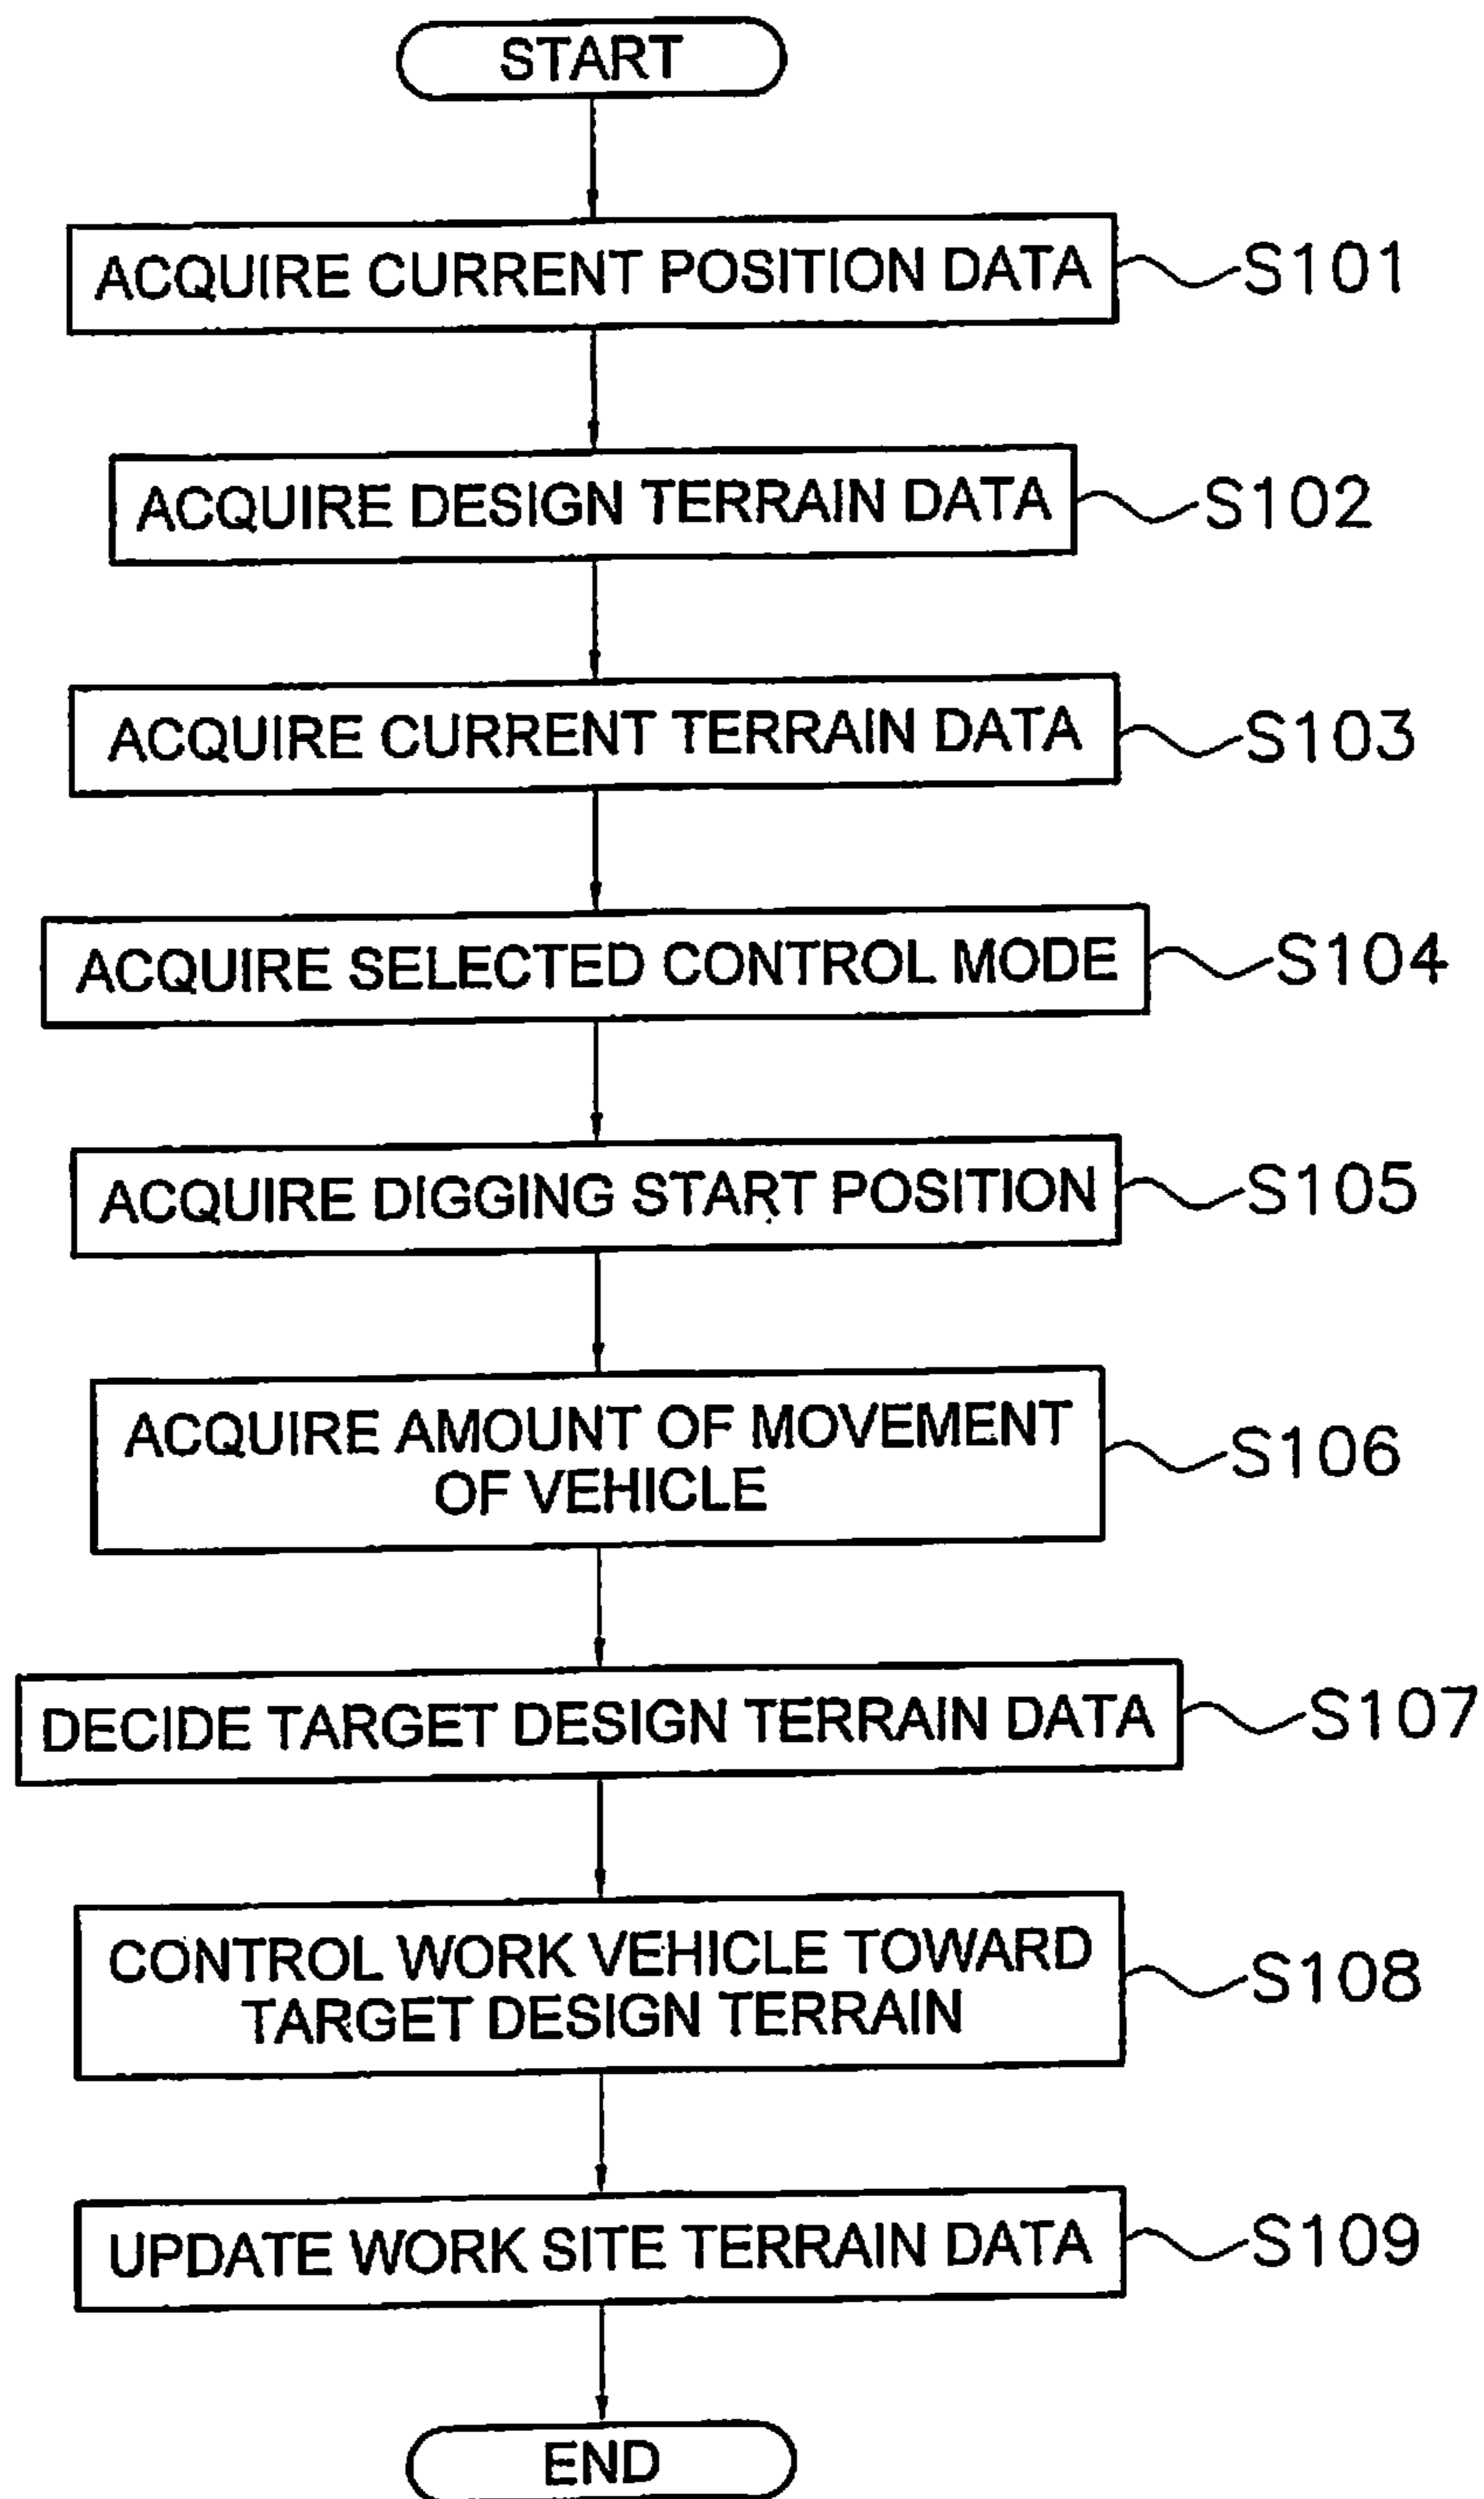 START
ACQUIRE CURRENT POSITION DATA
S101
ACQUIRE DESIGN TERRAIN DATA
S102
ACQUIRE CURRENT TERRAIN DATA
S103
ACQUIRE SELECTED CONTROL MODE
S104
ACQUIRE DIGGING START POSITION
S105
ACQUIRE AMOUNT OF MOVEMENT
OF VEHICLE
S106
DECIDE TARGET DESIGN TERRAIN DATA
S107
CONTROL WORK VEHICLE TOWARD
TARGET DESIGN TERRAIN
S108
UPDATE WORK SITE TERRAIN DATA
S109
END